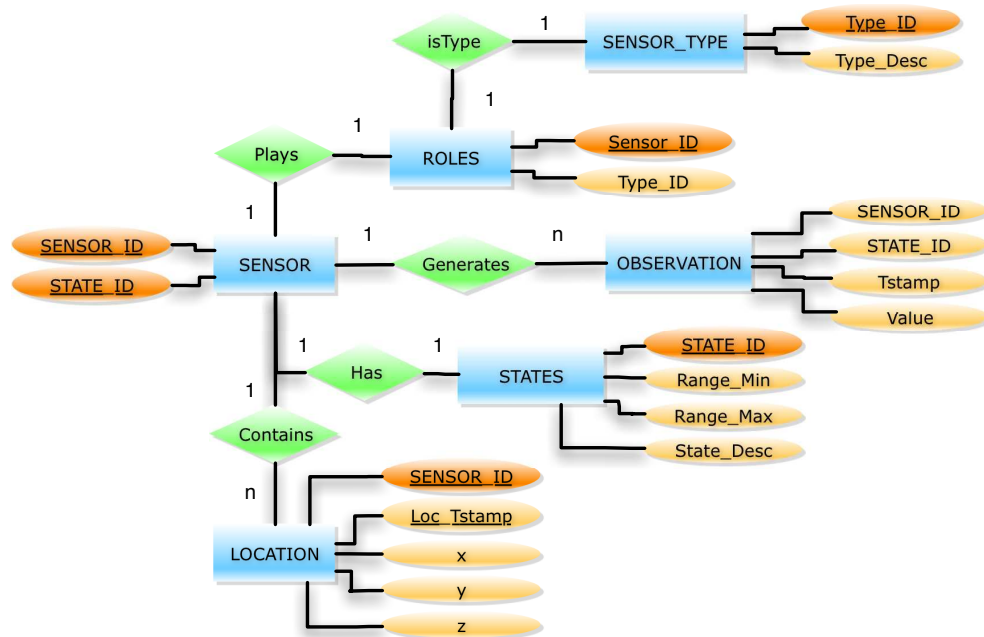 1
isType
SENSOR_TYPE
Type_ID
Type_Desc
1
1
Plays
ROLES
Sensor_ID
Type_ID
1
SENSOR_ID
STATE_ID
SENSOR
1
Generates
n
OBSERVATION
SENSOR_ID
STATE_ID
Tstamp
Value
1
Has
1
STATES
STATE_ID
Range_Min
Range_Max
State_Desc
1
Contains
n
LOCATION
SENSOR_ID
Loc_Tstamp
x
y
z